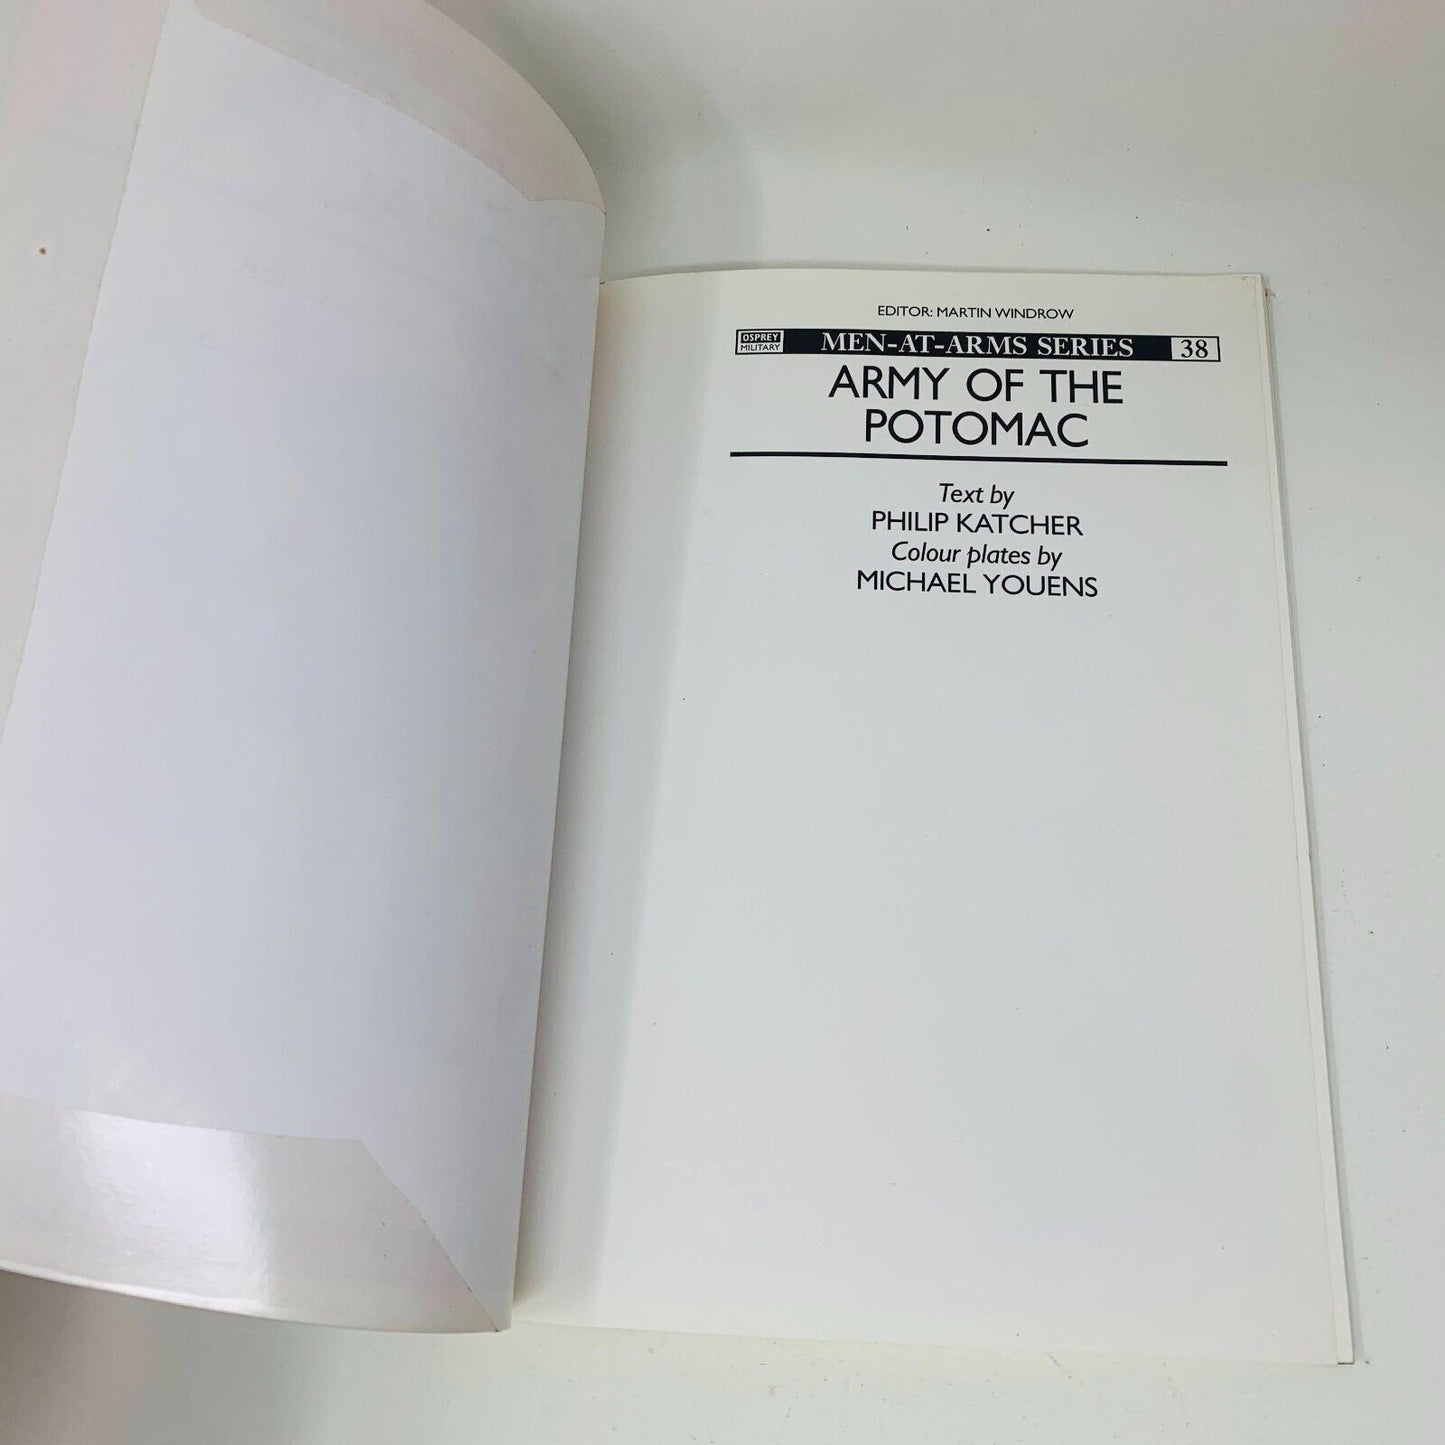 EDITOR: MARTIN WINDROW
OSPREY
MILITARY
MEN-AT-ARMS SERIES 38
ARMY OF THE
POTOMAC
Text by
PHILIP KATCHER
Colour plates by
MICHAEL YOUENS